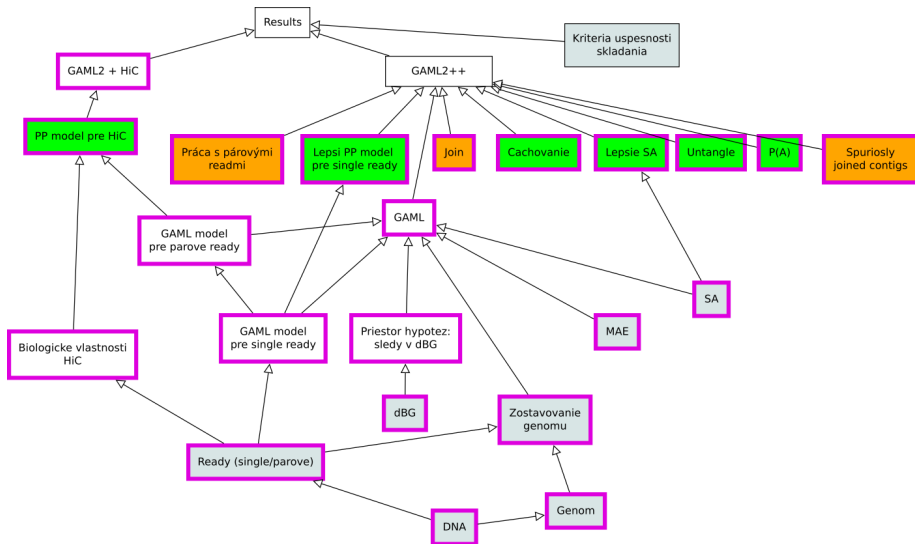 Results
Kriteria uspesnosti
skladania
GAML2 + HiC
GAML2++
PP model pre HiC
Práca s párovými
readmi
Lepsi PP model
pre single ready
Join
Cachovanie
Lepsie SA
Untangle
P(A)
Spuriosly
joined contigs
GAML model
pre parove ready
GAML
SA
Biologicke vlastnosti
HiC
GAML model
pre single ready
Priestor hypotez:
sledy v dBG
MAE
dBG
Zostavovanie
genomu
Ready (single/parove)
DNA
Genom